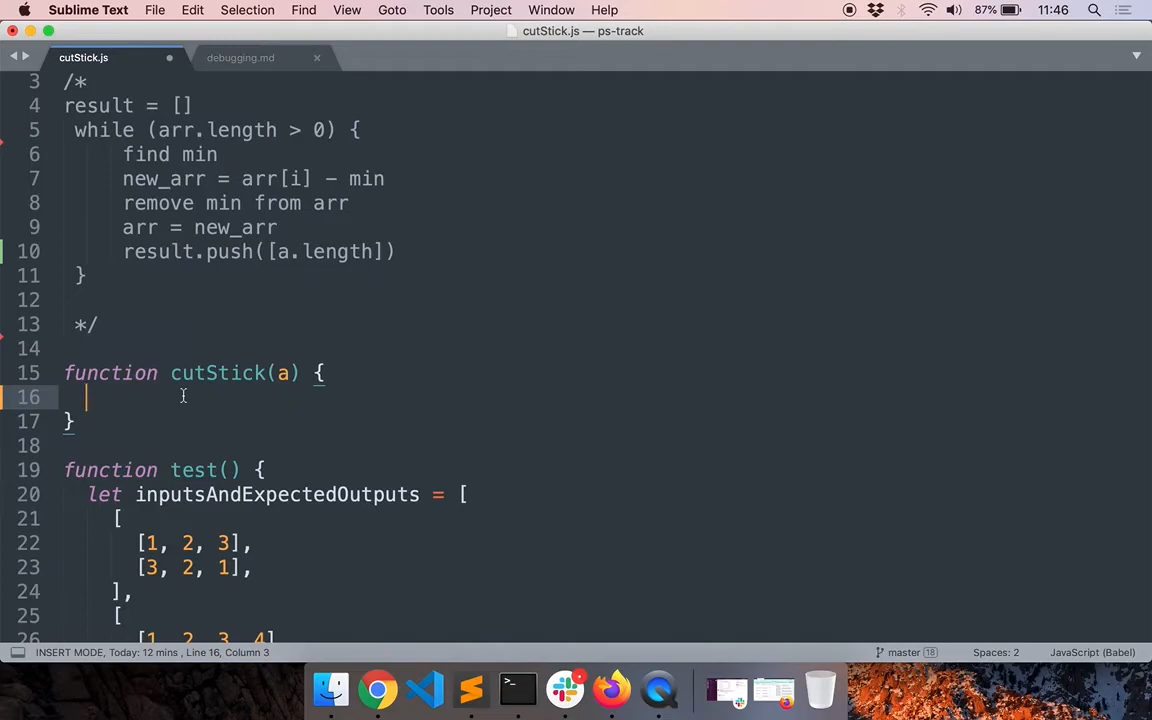 Sublime Text File Edit Selection Find View Goto Tools Project Window Help 87% 11:46
cutStick.js — ps-track
cutStick.js debugging.md
3 /*
4 result = []
5 while (arr.length > 0) {
6 find min
7 new_arr = arr[i] - min
8 remove min from arr
9 arr = new_arr
10 result.push([a.length])
11 }
12
13 */
14
15 function cutStick(a) {
16
17 }
18
19 function test() {
20 let inputsAndExpectedOutputs = [
21 [
22 [1, 2, 3],
23 [3, 2, 1],
24 ],
25 [
26 [1, 2, 3, 4]
INSERT MODE, Today: 12 mins , Line 16, Column 3 master 18 Spaces: 2 JavaScript (Babel)